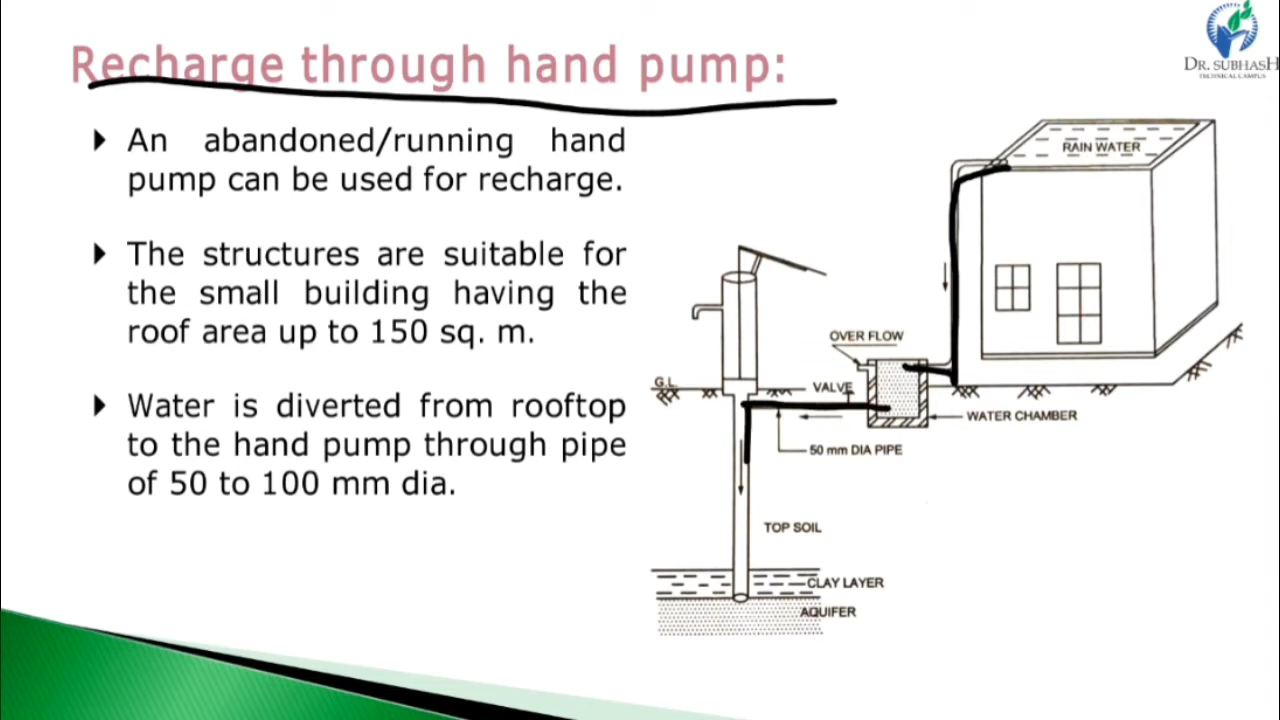 Recharge through hand pump:
DR. SUBHASH
TECHNICAL CAMPUS
An abandoned/running hand
pump can be used for recharge.
The structures are suitable for
the small building having the
roof area up to 150 sq. m.
Water is diverted from rooftop
to the hand pump through pipe
of 50 to 100 mm dia.
RAIN WATER
OVER FLOW
G.L.
VALVE
WATER CHAMBER
50 mm DIA PIPE
TOP SOIL
CLAY LAYER
AQUIFER